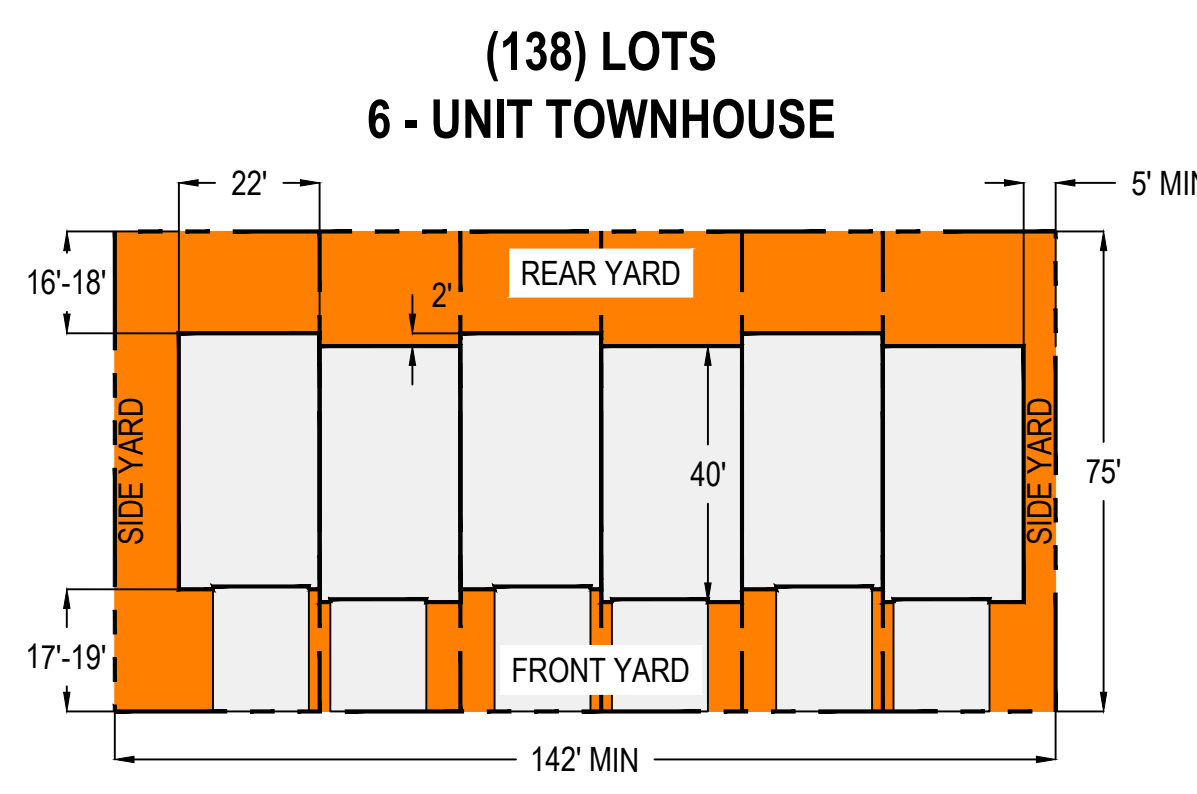 (138) LOTS
6 - UNIT TOWNHOUSE
22'
5' MIN
16'-18'
REAR YARD
2'
SIDE YARD
40'
SIDE YARD
75'
17'-19'
FRONT YARD
142' MIN